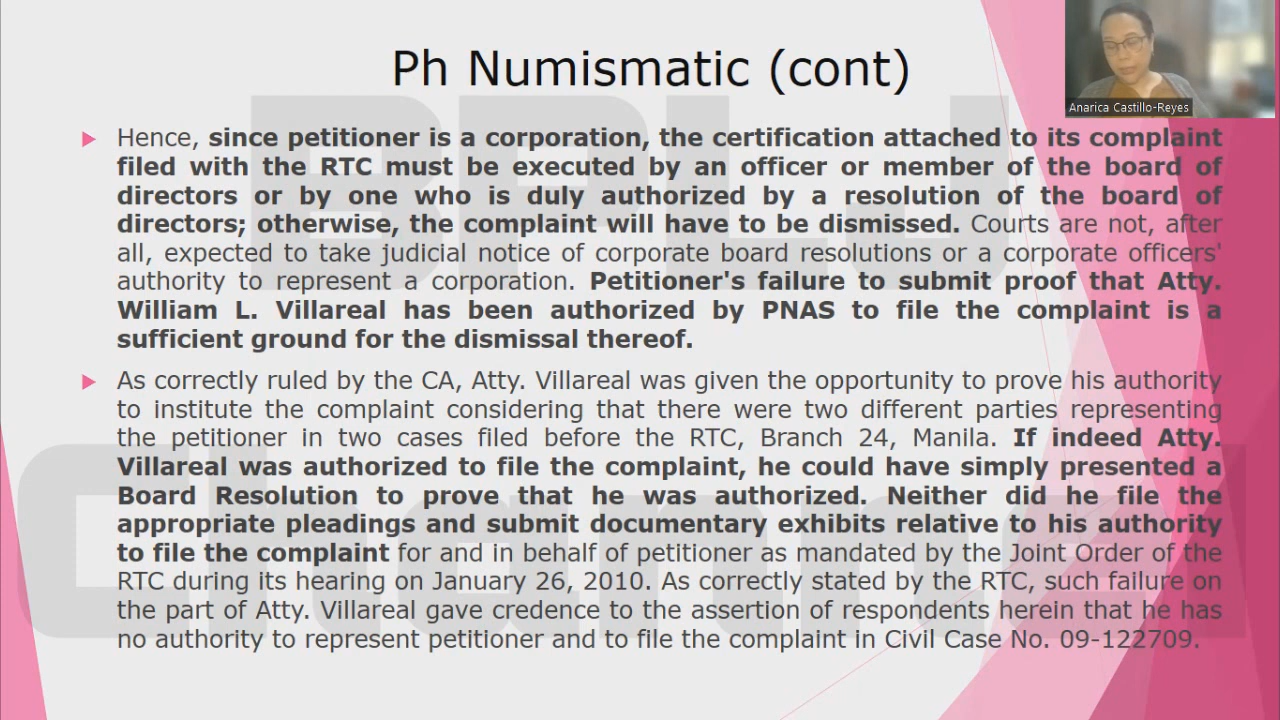 Ph Numismatic (cont)
Anarica Castillo-Reyes
Hence, since petitioner is a corporation, the certification attached to its complaint
filed with the RTC must be executed by an officer or member of the board of
directors or by one who is duly authorized by a resolution of the board of
directors; otherwise, the complaint will have to be dismissed. Courts are not, after
all, expected to take judicial notice of corporate board resolutions or a corporate officers'
authority to represent a corporation. Petitioner's failure to submit proof that Atty.
William L. Villareal has been authorized by PNAS to file the complaint is a
sufficient ground for the dismissal thereof.
As correctly ruled by the CA, Atty. Villareal was given the opportunity to prove his authority
to institute the complaint considering that there were two different parties representing
the petitioner in two cases filed before the RTC, Branch 24, Manila. If indeed Atty.
Villareal was authorized to file the complaint, he could have simply presented a
Board Resolution to prove that he was authorized. Neither did he file the
appropriate pleadings and submit documentary exhibits relative to his authority
to file the complaint for and in behalf of petitioner as mandated by the Joint Order of the
RTC during its hearing on January 26, 2010. As correctly stated by the RTC, such failure on
the part of Atty. Villareal gave credence to the assertion of respondents herein that he has
no authority to represent petitioner and to file the complaint in Civil Case No. 09-122709.
BPLJ
Channel